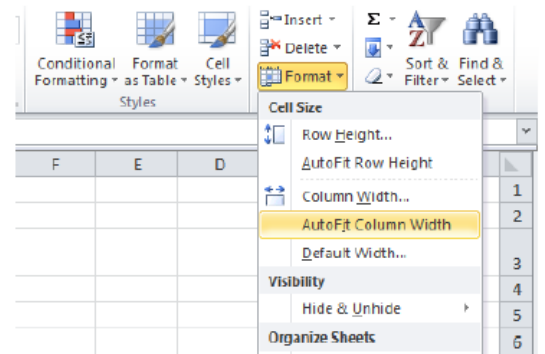 Insert
Delete
Format
Σ
Conditional Formatting
Format as Table
Cell Styles
Sort & Filter
Find & Select
Styles
Cell Size
Row Height...
AutoFit Row Height
Column Width...
AutoFit Column Width
Default Width...
Visibility
Hide & Unhide
Organize Sheets
F E D
1
2
3
4
5
6